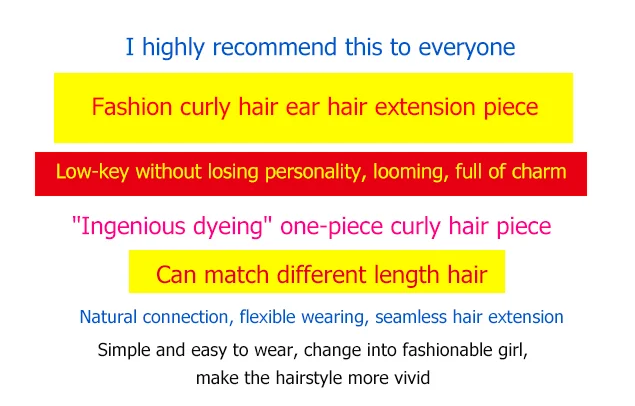 I highly recommend this to everyone
Fashion curly hair ear hair extension piece
Low-key without losing personality, looming, full of charm
"Ingenious dyeing" one-piece curly hair piece
Can match different length hair
Natural connection, flexible wearing, seamless hair extension
Simple and easy to wear, change into fashionable girl,
make the hairstyle more vivid